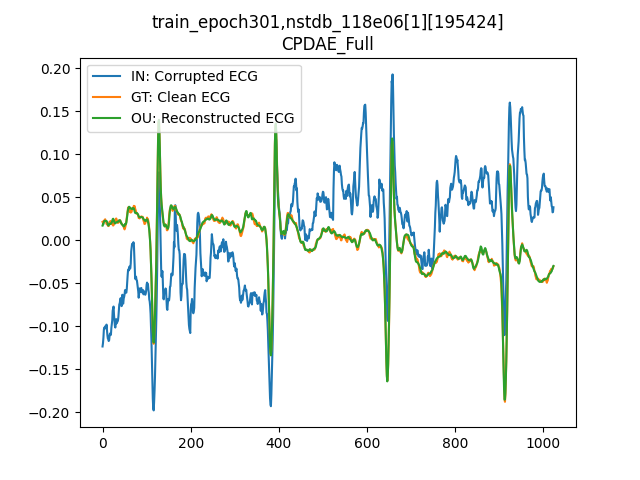 train_epoch301,nstdb_118e06[1][195424]
CPDAE_Full
IN: Corrupted ECG
GT: Clean ECG
OU: Reconstructed ECG
0.20
0.15
0.10
0.05
0.00
−0.05
−0.10
−0.15
−0.20
0 200 400 600 800 1000